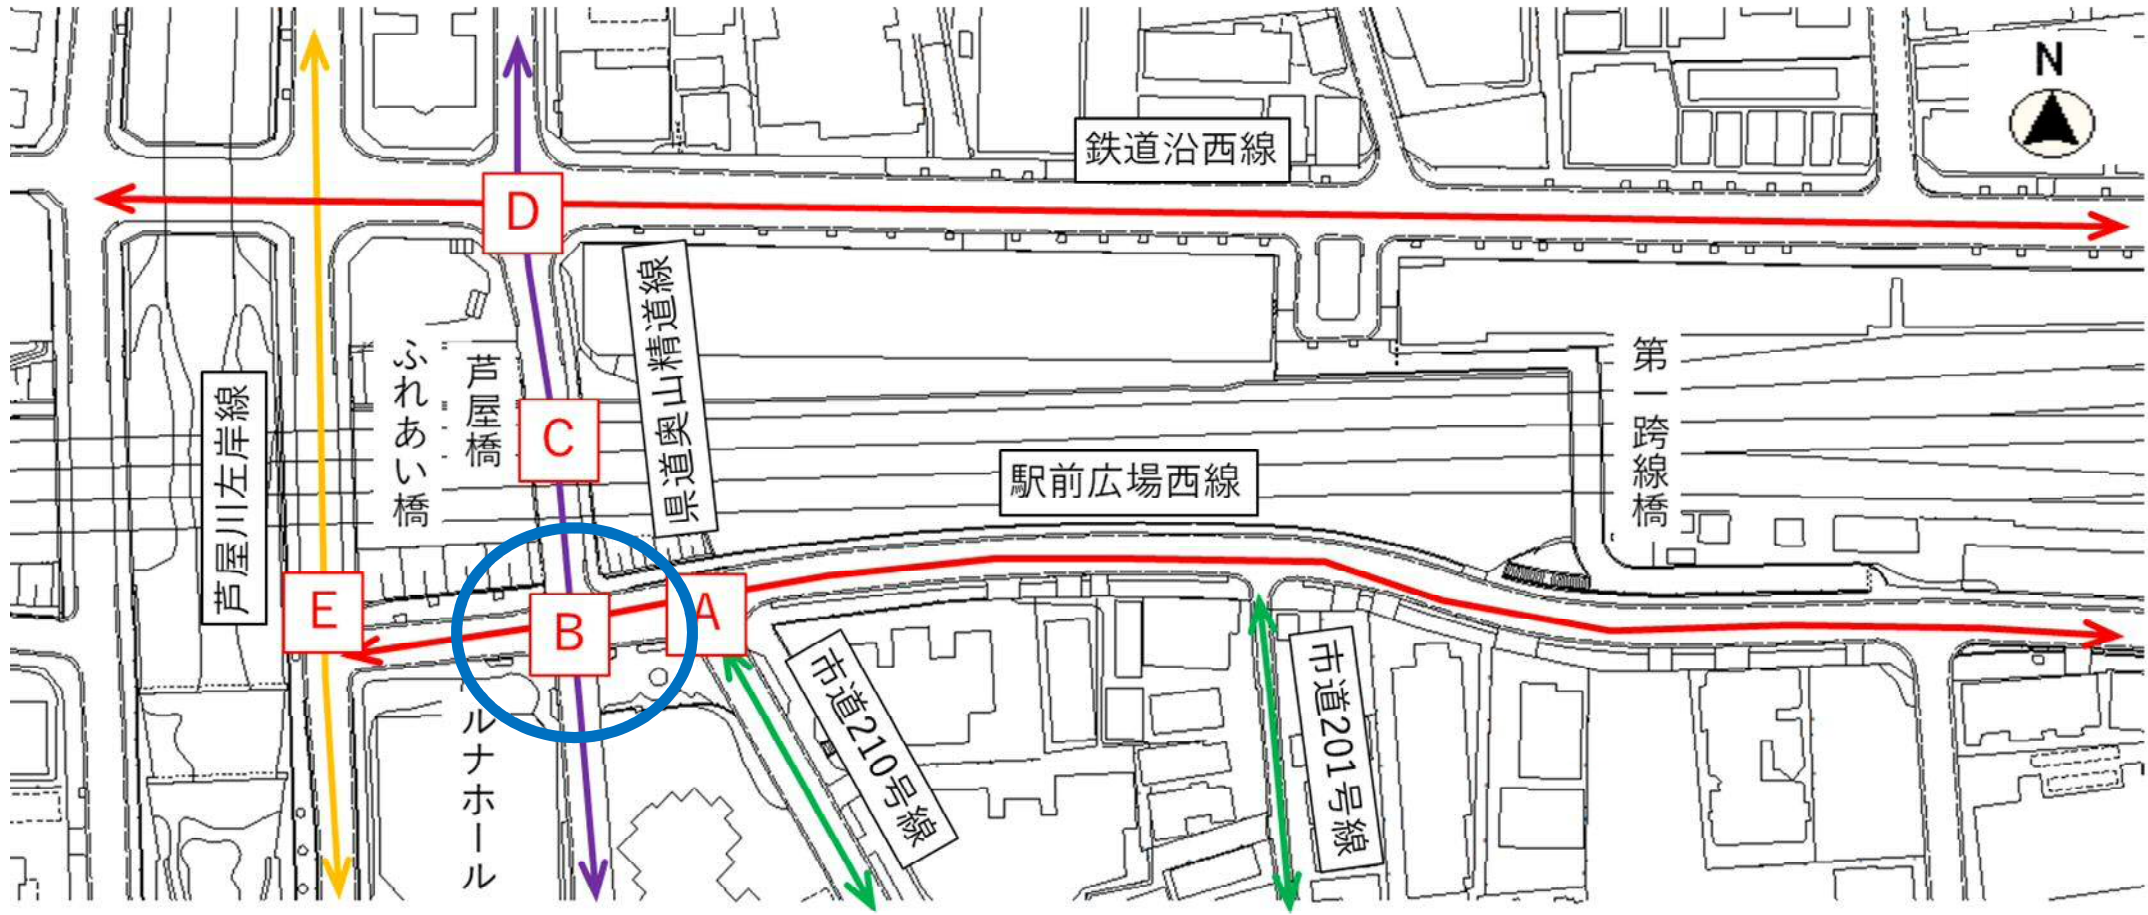 N
鉄道沿西線
D
県道奥山精道線
ふれあい橋
芦屋橋
第一跨線橋
芦屋川左岸線
C
駅前広場西線
E
B
A
市道210号線
市道201号線
ルナホール